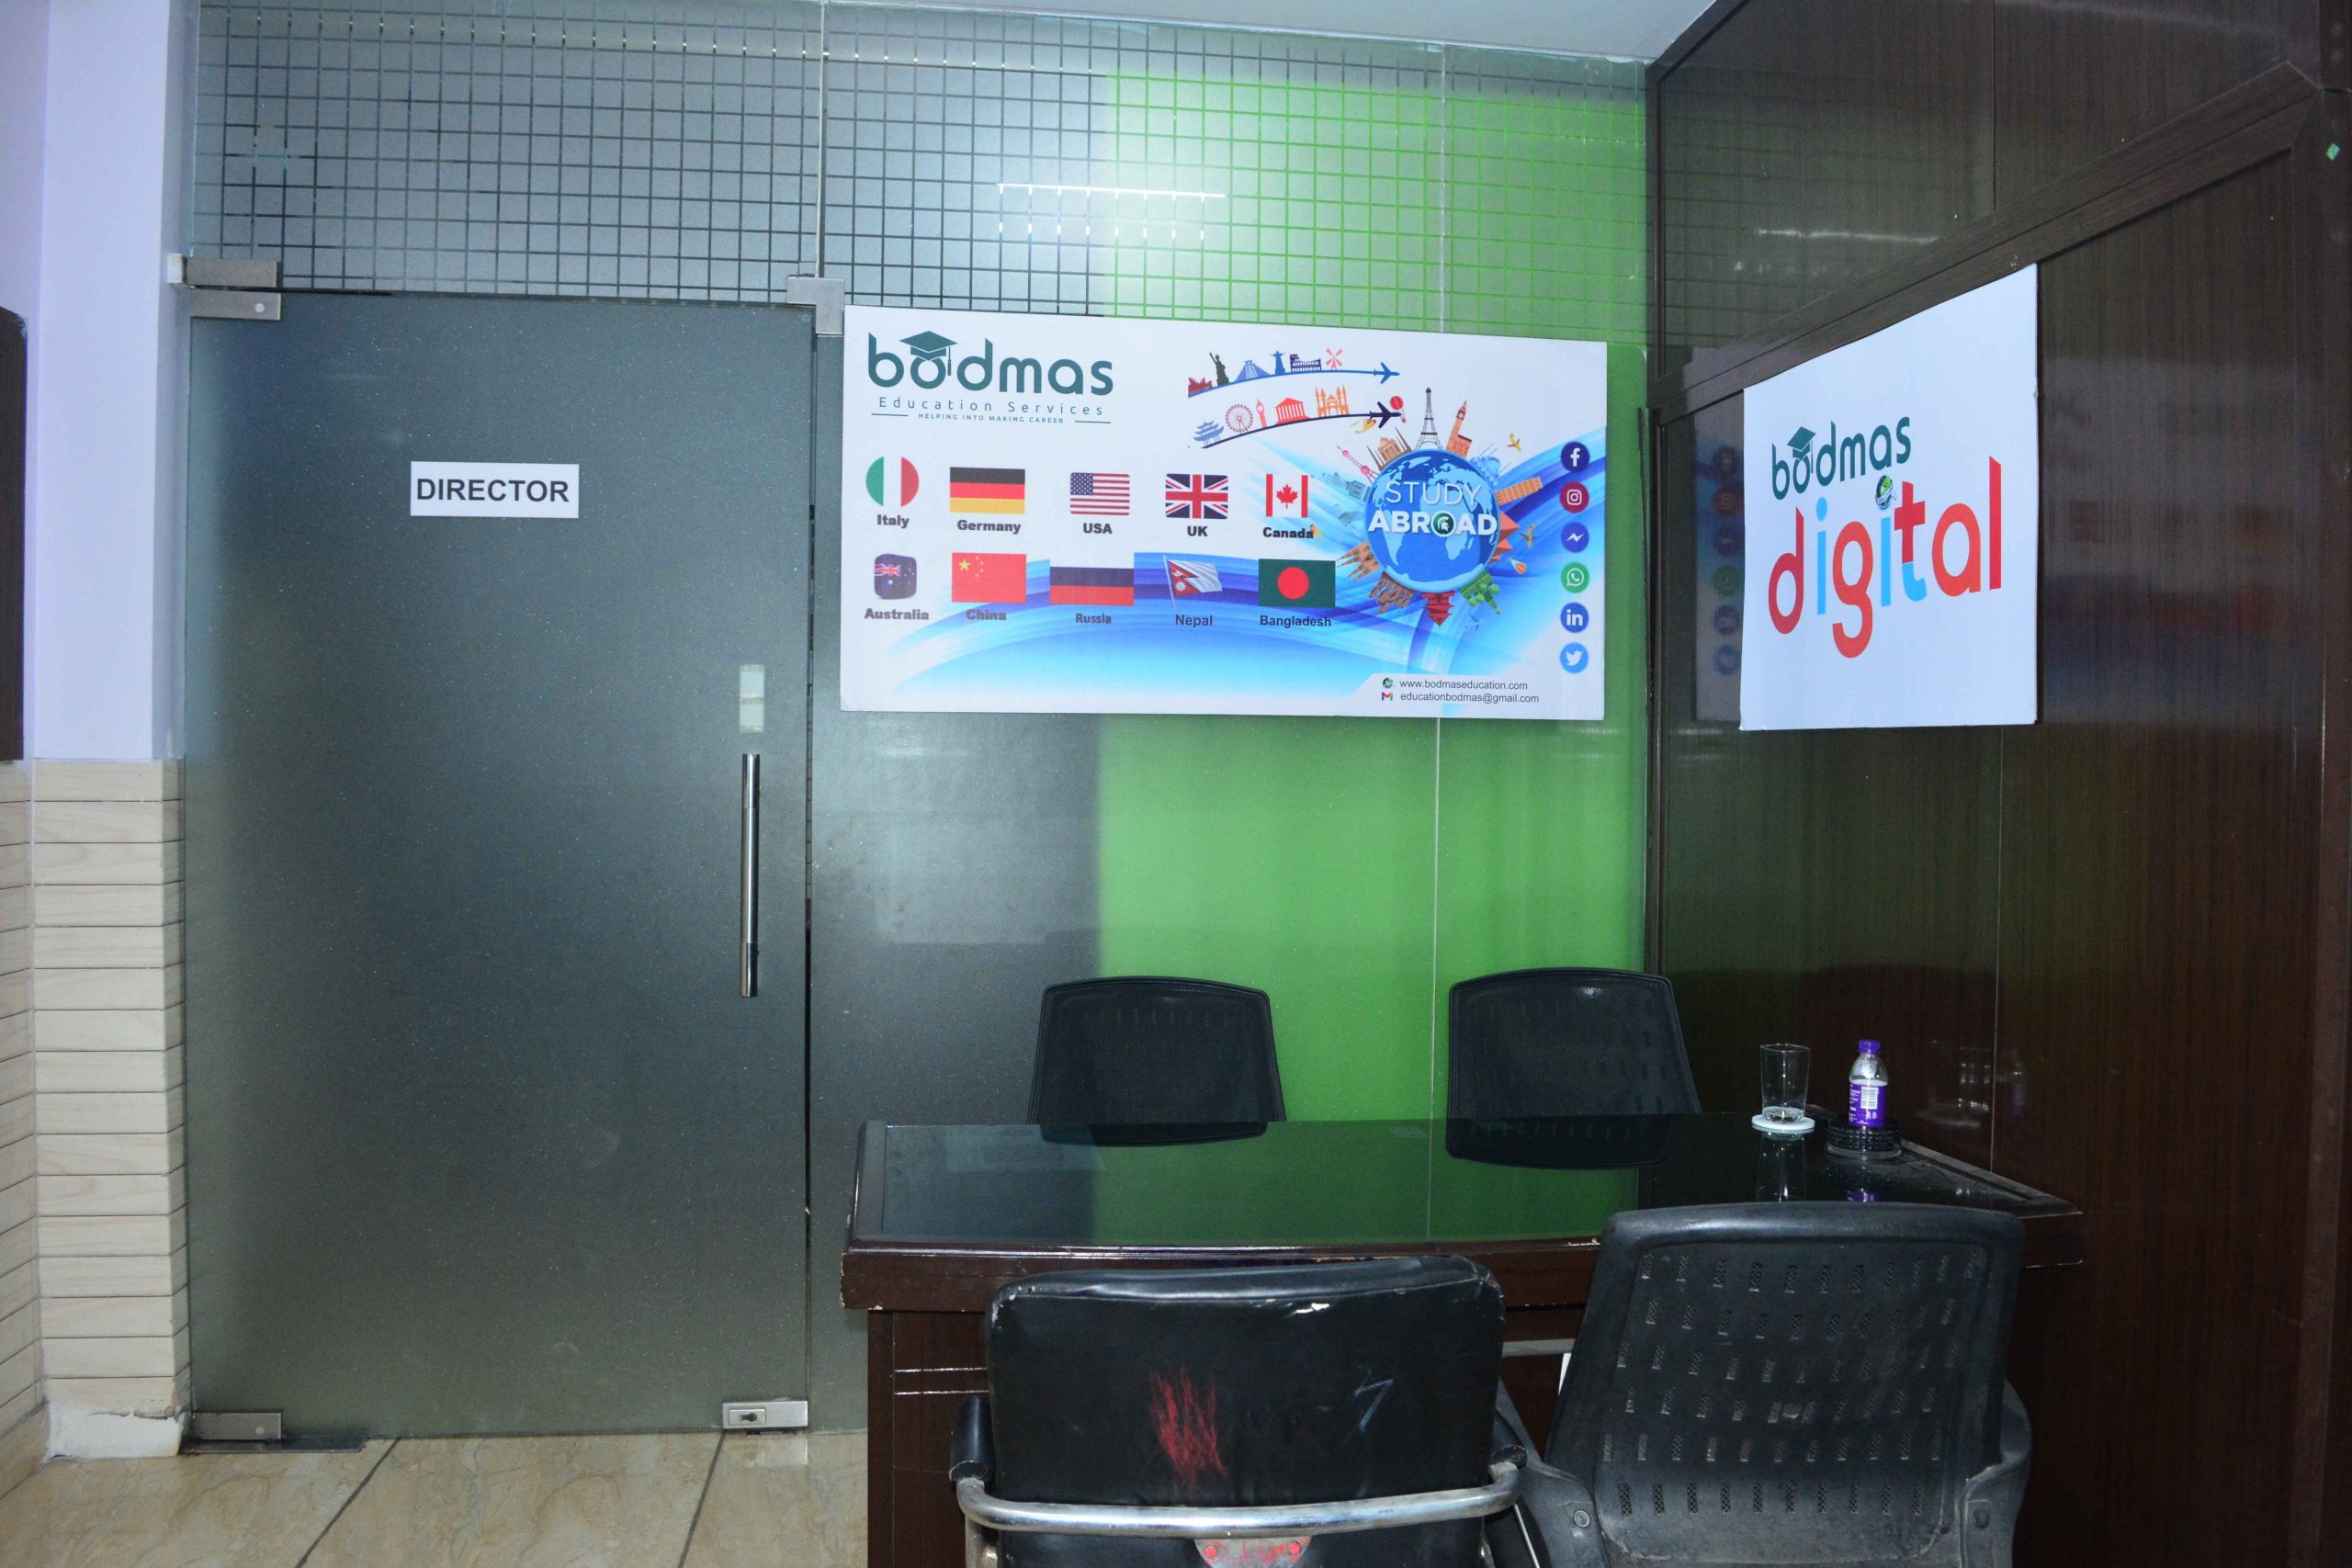 DIRECTOR
bodmas
Education Services
HELPING INTO MAKING CAREER
Italy
Germany
USA
UK
Canada
Australia
China
Russia
Nepal
Bangladesh
STUDY
ABROAD
www.bodmaseducation.com
educationbodmas@gmail.com
bodmas
digital